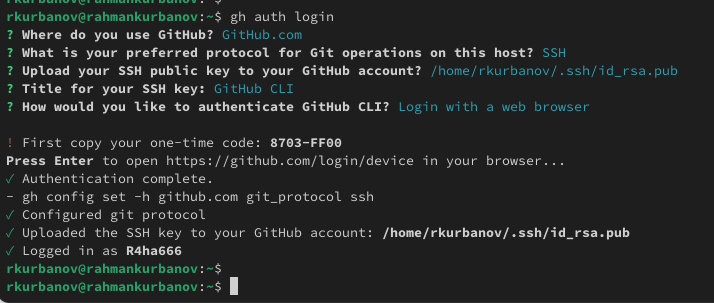 rkurbanov@rahmankurbanov:~$ gh auth login
? Where do you use GitHub? GitHub.com
? What is your preferred protocol for Git operations on this host? SSH
? Upload your SSH public key to your GitHub account? /home/rkurbanov/.ssh/id_rsa.pub
? Title for your SSH key: GitHub CLI
? How would you like to authenticate GitHub CLI? Login with a web browser
! First copy your one-time code: 8703-FF00
Press Enter to open https://github.com/login/device in your browser...
✓ Authentication complete.
- gh config set -h github.com git_protocol ssh
✓ Configured git protocol
✓ Uploaded the SSH key to your GitHub account: /home/rkurbanov/.ssh/id_rsa.pub
✓ Logged in as R4ha666
rkurbanov@rahmankurbanov:~$
rkurbanov@rahmankurbanov:~$